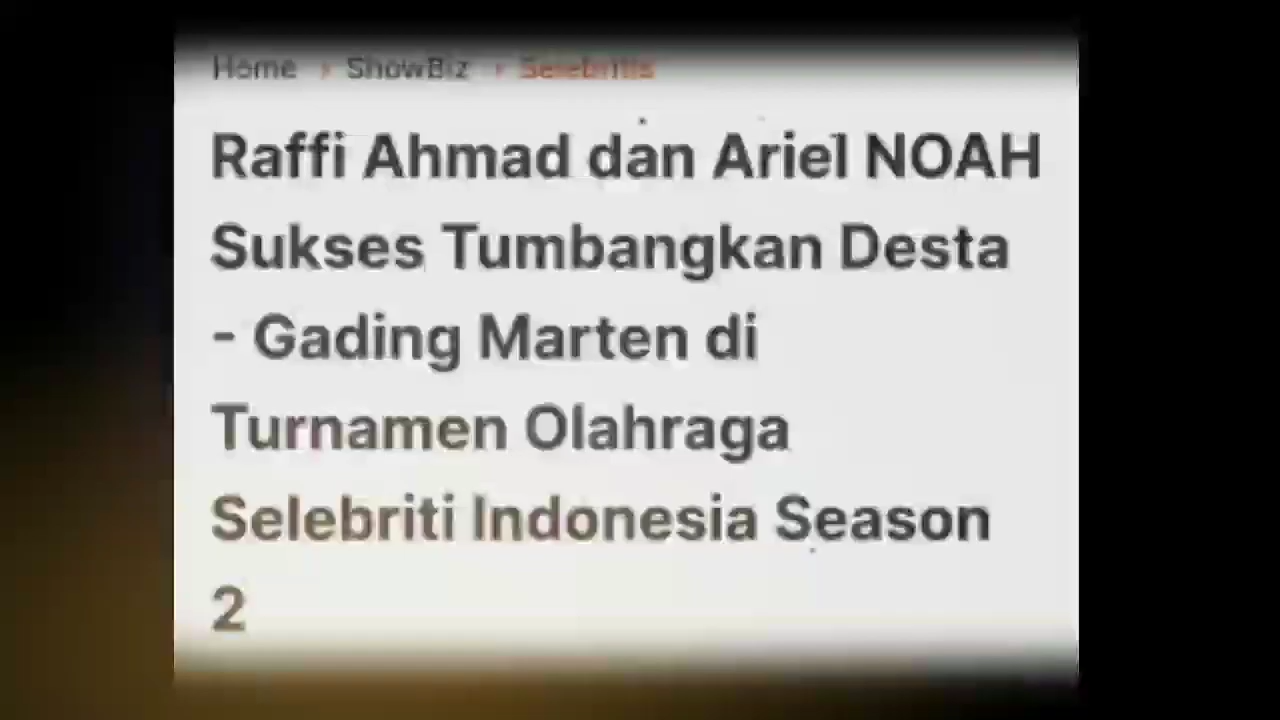 Home › ShowBiz › Selebritis
Raffi Ahmad dan Ariel NOAH
Sukses Tumbangkan Desta
- Gading Marten di
Turnamen Olahraga
Selebriti Indonesia Season
2